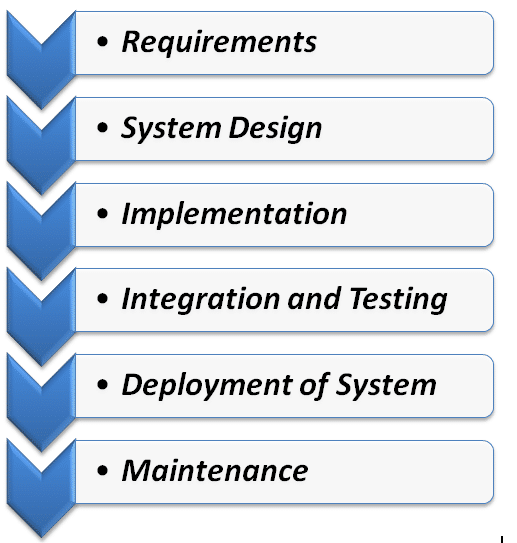 • Requirements
• System Design
• Implementation
• Integration and Testing
• Deployment of System
• Maintenance